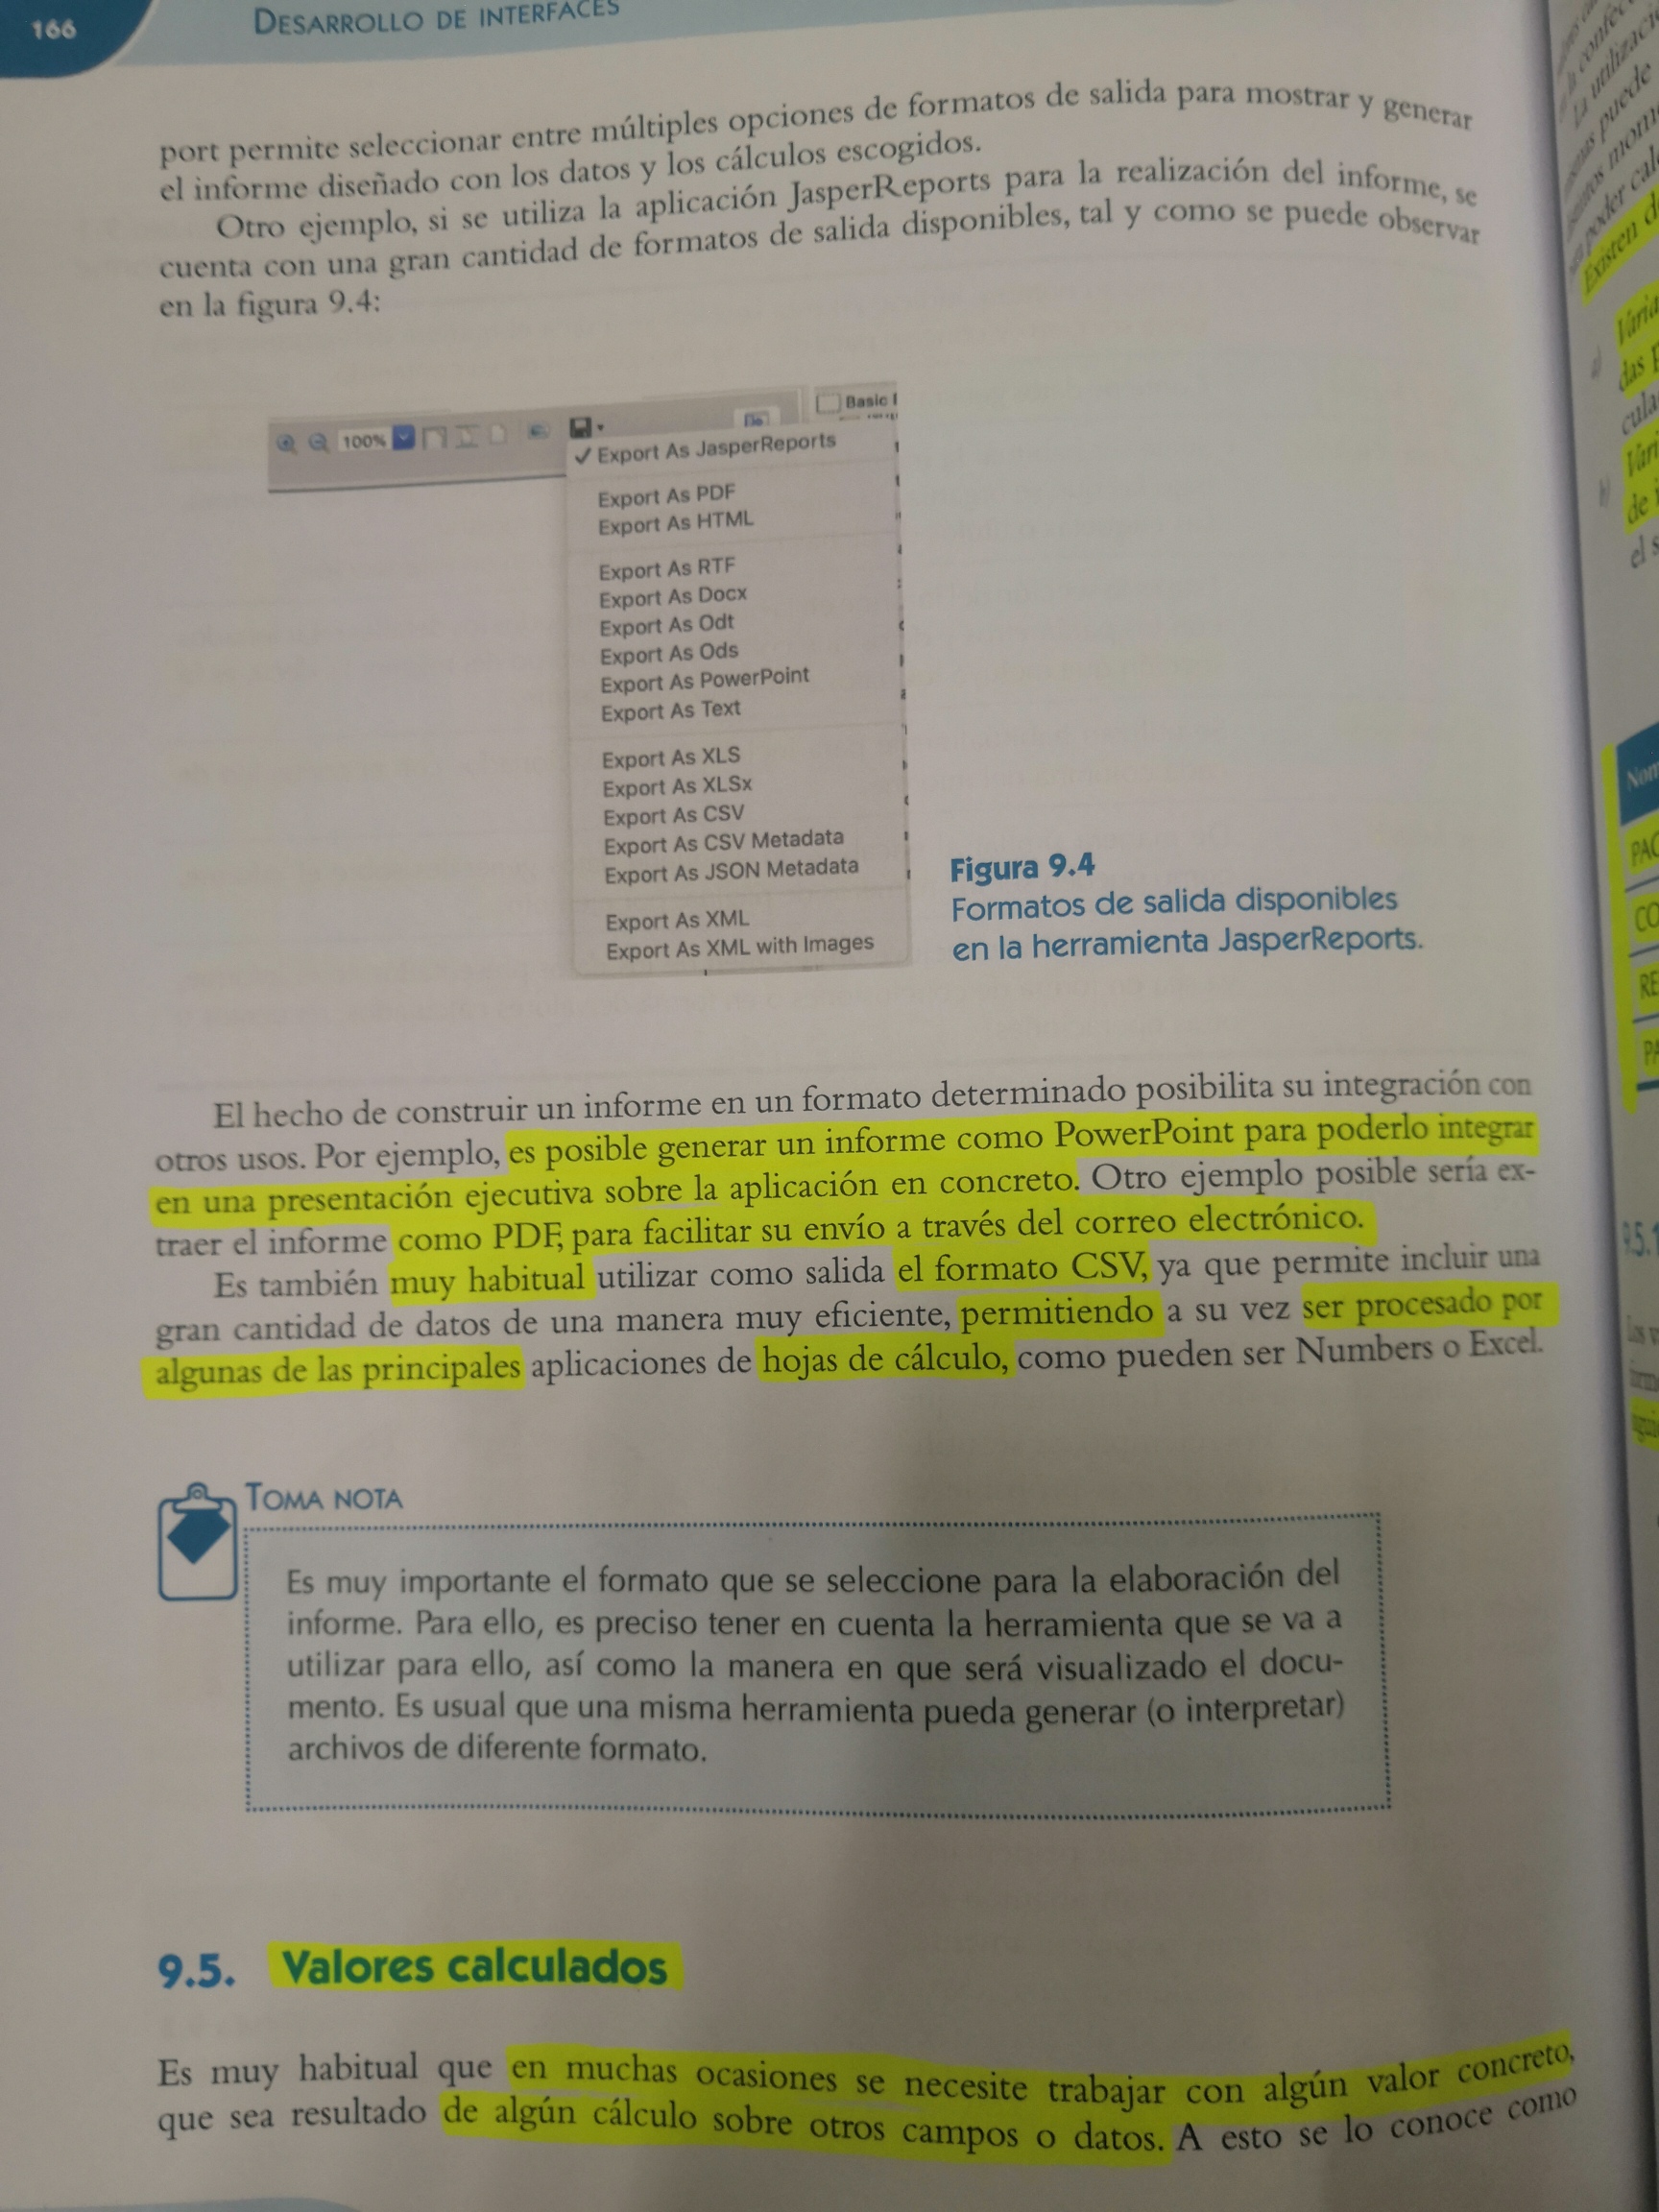 166
DESARROLLO DE INTERFACES
port permite seleccionar entre múltiples opciones de formatos de salida para mostrar y generar
el informe diseñado con los datos y los cálculos escogidos.
Otro ejemplo, si se utiliza la aplicación JasperReports para la realización del informe, se
cuenta con una gran cantidad de formatos de salida disponibles, tal y como se puede observar
en la figura 9.4:
100%
Basic
Export As JasperReports
Export As PDF
Export As HTML
Export As RTF
Export As Docx
Export As Odt
Export As Ods
Export As PowerPoint
Export As Text
Export As XLS
Export As XLSx
Export As CSV
Export As CSV Metadata
Export As JSON Metadata
Export As XML
Export As XML with Images
Figura 9.4
Formatos de salida disponibles
en la herramienta JasperReports.
El hecho de construir un informe en un formato determinado posibilita su integración con
otros usos. Por ejemplo, es posible generar un informe como PowerPoint para poderlo integrar
en una presentación ejecutiva sobre la aplicación en concreto. Otro ejemplo posible sería ex-
traer el informe como PDF, para facilitar su envío a través del correo electrónico.
Es también muy habitual utilizar como salida el formato CSV, ya que permite incluir una
gran cantidad de datos de una manera muy eficiente, permitiendo a su vez ser procesado por
algunas de las principales aplicaciones de hojas de cálculo, como pueden ser Numbers o Excel.
TOMA NOTA
Es muy importante el formato que se seleccione para la elaboración del
informe. Para ello, es preciso tener en cuenta la herramienta que se va a
utilizar para ello, así como la manera en que será visualizado el docu-
mento. Es usual que una misma herramienta pueda generar (o interpretar)
archivos de diferente formato.
9.5. Valores calculados
Es muy habitual que en muchas ocasiones se necesite trabajar con algún valor concreto,
que sea resultado de algún cálculo sobre otros campos o datos. A esto se lo conoce como
La
puede
poder
Existen
a)
das
b)
de
el